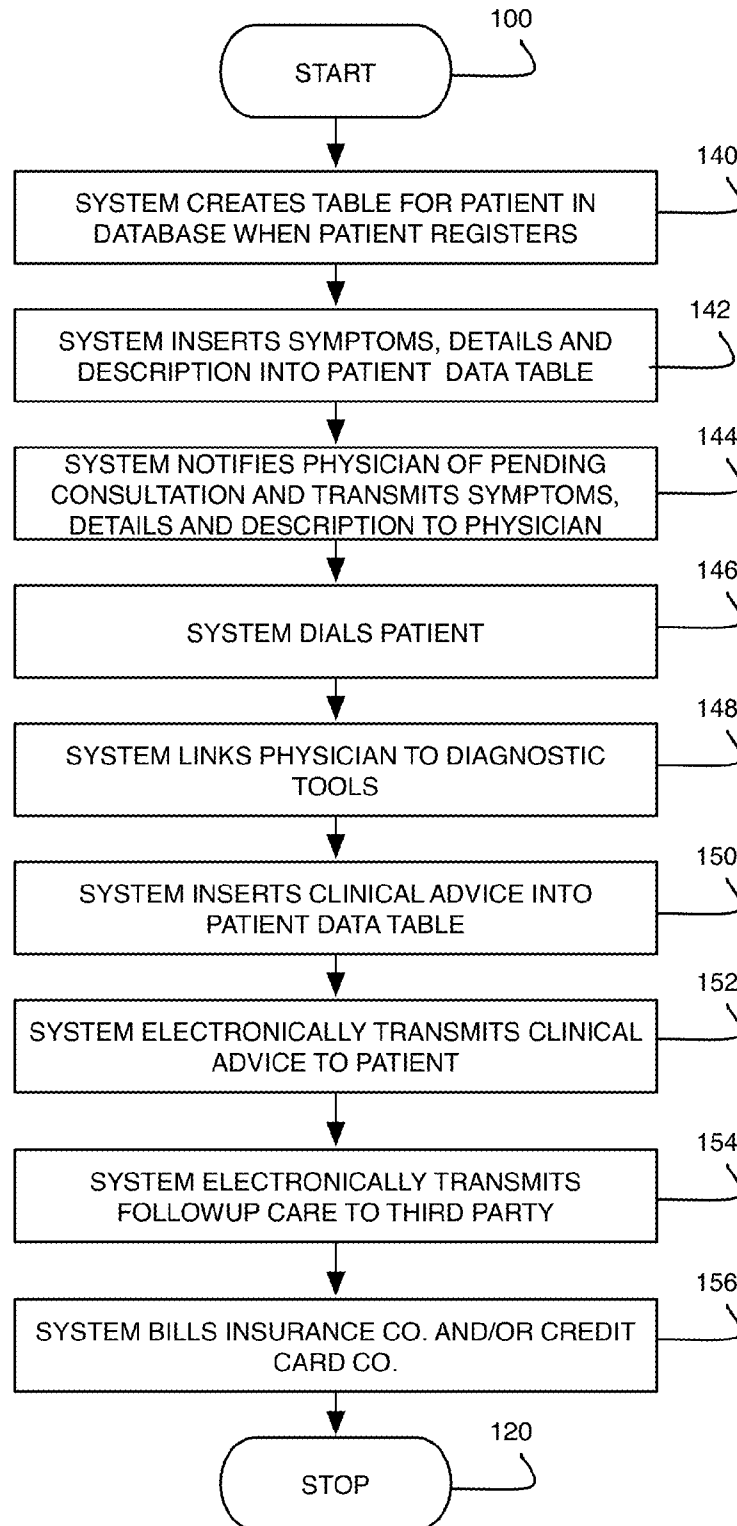 100
START
140
SYSTEM CREATES TABLE FOR PATIENT IN
DATABASE WHEN PATIENT REGISTERS
142
SYSTEM INSERTS SYMPTOMS, DETAILS AND
DESCRIPTION INTO PATIENT DATA TABLE
144
SYSTEM NOTIFIES PHYSICIAN OF PENDING
CONSULTATION AND TRANSMITS SYMPTOMS,
DETAILS AND DESCRIPTION TO PHYSICIAN
146
SYSTEM DIALS PATIENT
148
SYSTEM LINKS PHYSICIAN TO DIAGNOSTIC
TOOLS
150
SYSTEM INSERTS CLINICAL ADVICE INTO
PATIENT DATA TABLE
152
SYSTEM ELECTRONICALLY TRANSMITS CLINICAL
ADVICE TO PATIENT
154
SYSTEM ELECTRONICALLY TRANSMITS
FOLLOWUP CARE TO THIRD PARTY
156
SYSTEM BILLS INSURANCE CO. AND/OR CREDIT
CARD CO.
120
STOP